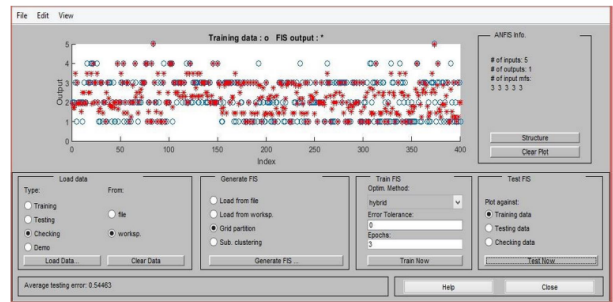 File Edit View
Training data : o FIS output : *
5
4
3
2
1
0
Output
0 50 100 150 200 250 300 350 400
Index
ANFIS Info.
# of inputs: 5
# of outputs: 1
# of input mfs:
3 3 3 3 3
Structure
Clear Plot
Load data
Type: From:
Training
Testing
Checking
Demo
file
worksp.
Load Data... Clear Data
Generate FIS
Load from file
Load from worksp.
Grid partition
Sub. clustering
Generate FIS ...
Train FIS
Optim. Method:
hybrid
Error Tolerance:
0
Epochs:
3
Train Now
Test FIS
Plot against:
Training data
Testing data
Checking data
Test Now
Average testing error: 0.54463
Help Close